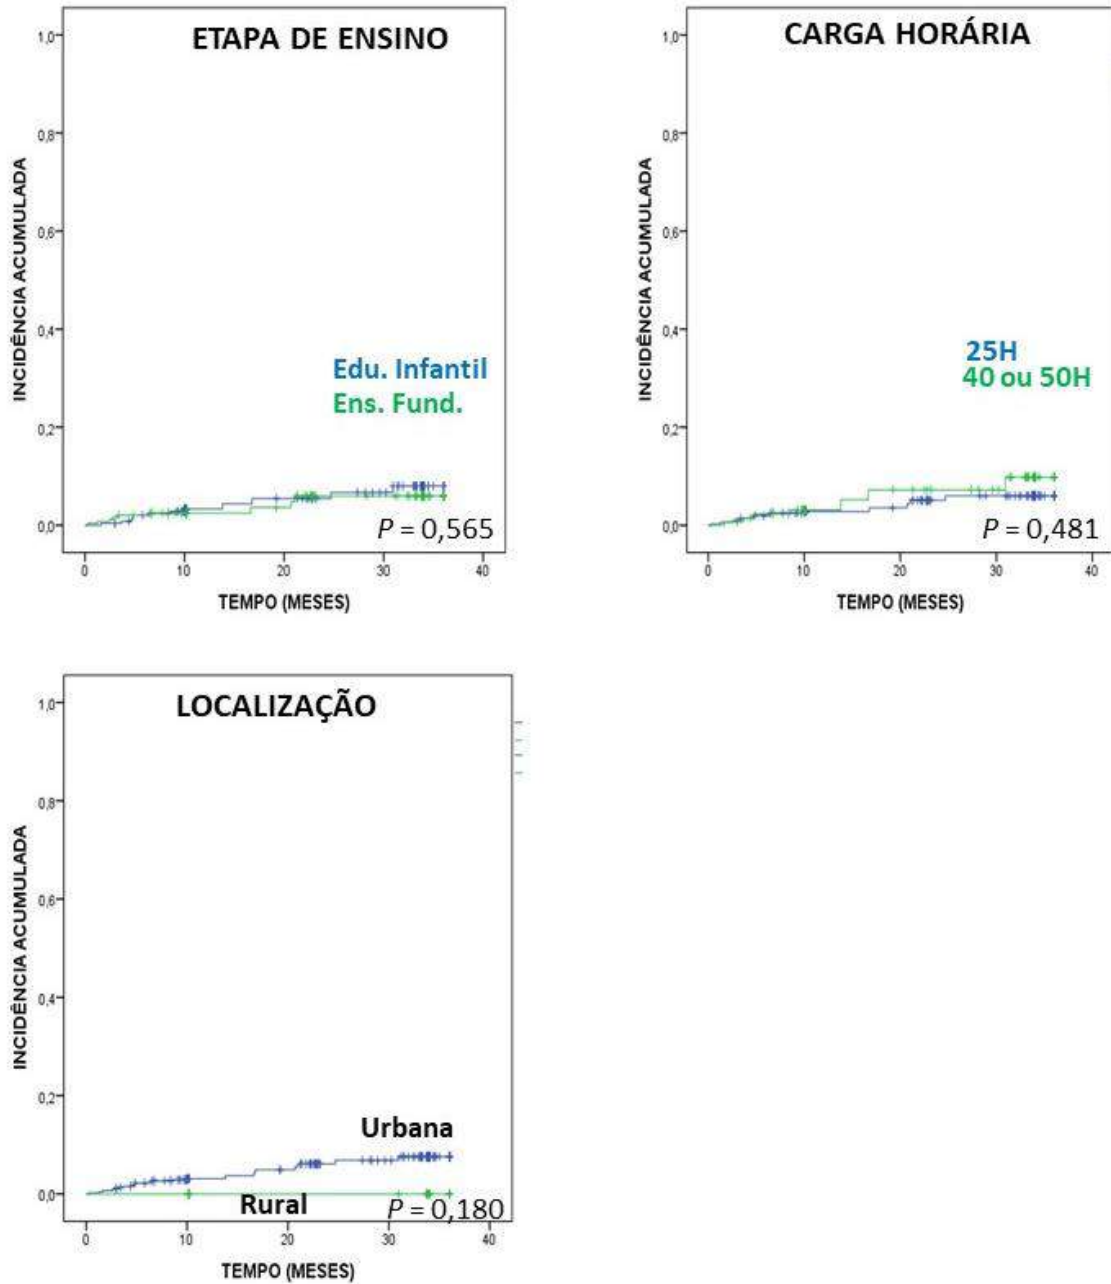 ETAPA DE ENSINO
INCIDÊNCIA ACUMULADA
1,0
0,8
0,6
0,4
0,2
0,0
Edu. Infantil
Ens. Fund.
P = 0,565
0 10 20 30 40
TEMPO (MESES)
CARGA HORÁRIA
INCIDÊNCIA ACUMULADA
1,0
0,8
0,6
0,4
0,2
0,0
25H
40 ou 50H
P = 0,481
0 10 20 30 40
TEMPO (MESES)
LOCALIZAÇÃO
INCIDÊNCIA ACUMULADA
1,0
0,8
0,6
0,4
0,2
0,0
Urbana
Rural
P = 0,180
0 10 20 30 40
TEMPO (MESES)